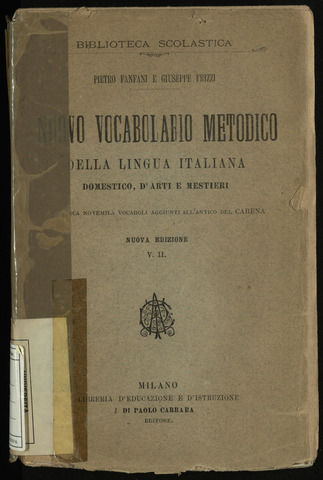 BIBLIOTECA SCOLASTICA
PIETRO FANFANI E GIUSEPPE FRIZZI
NUOVO VOCABOLARIO METODICO
DELLA LINGUA ITALIANA
DOMESTICO, D'ARTI E MESTIERI
NOVEMILA VOCABOLI AGGIUNTI ALL'ANTICO DEL CARENA
NUOVA EDIZIONE
V. II.
MILANO
LIBRERIA D'EDUCAZIONE E D'ISTRUZIONE
DI PAOLO CARRARA
EDITORE.